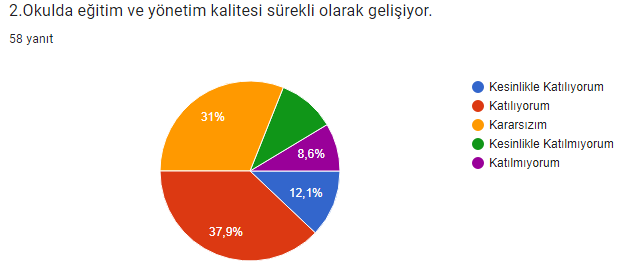 2.Okulda eğitim ve yönetim kalitesi sürekli olarak gelişiyor.
58 yanıt
Kesinlikle Katılıyorum
Katılıyorum
Kararsızım
Kesinlikle Katılmıyorum
Katılmıyorum
31%
8,6%
12,1%
37,9%